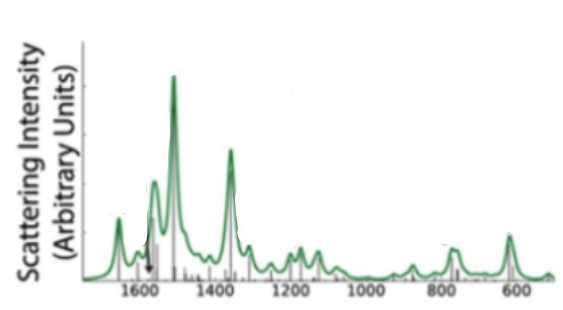 Scattering Intensity
(Arbitrary Units)
1600 1400 1200 1000 800 600